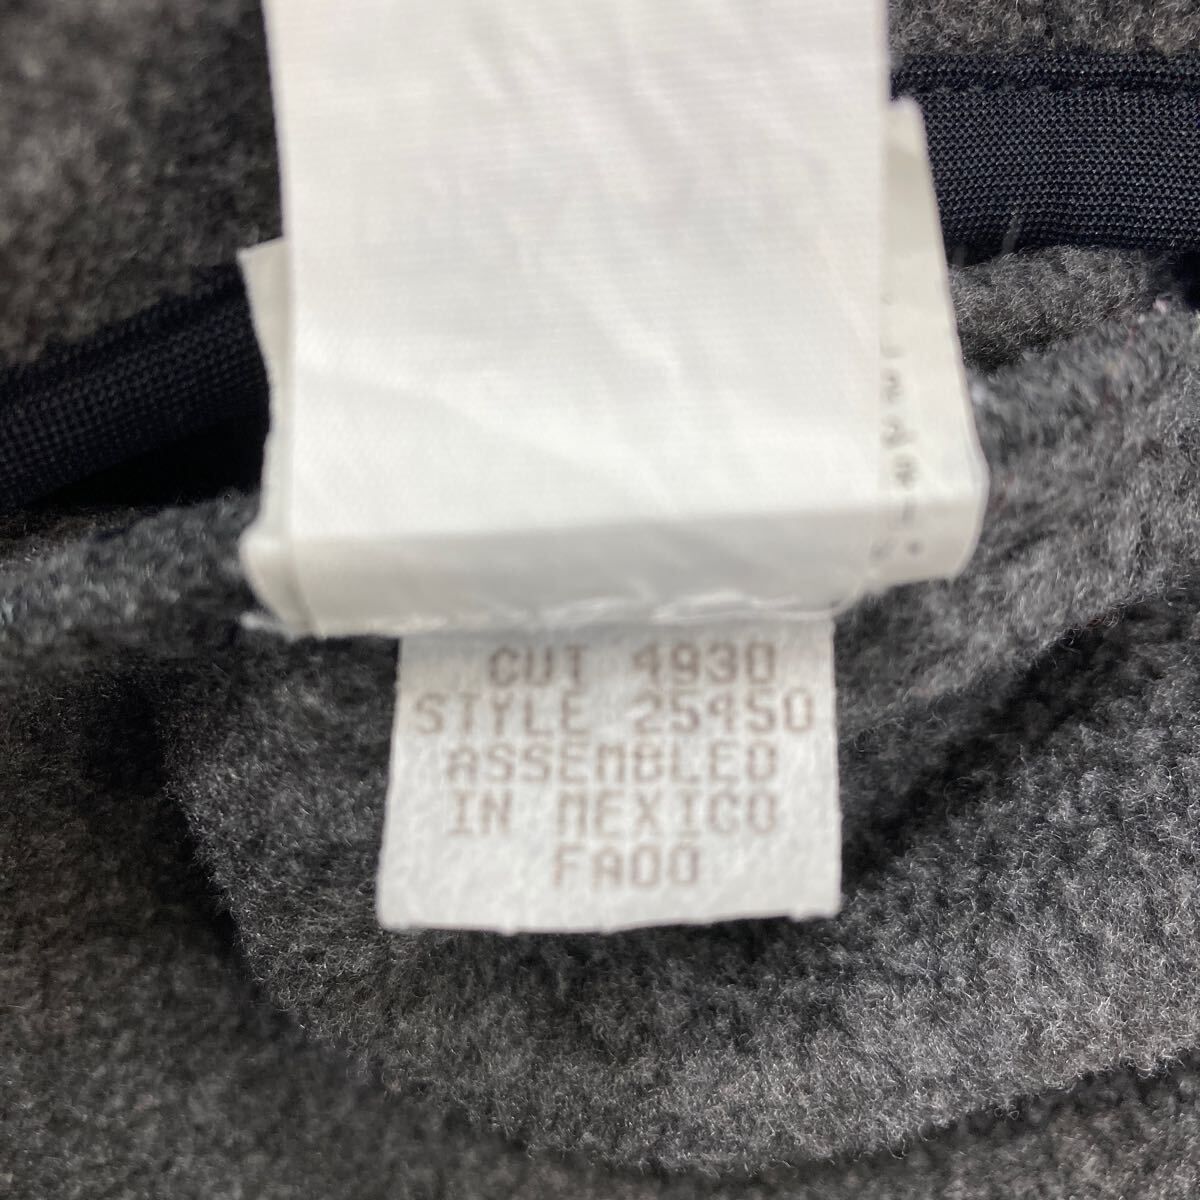 CUT 4930
STYLE 25450
ASSEMBLED
IN MEXICO
FA00